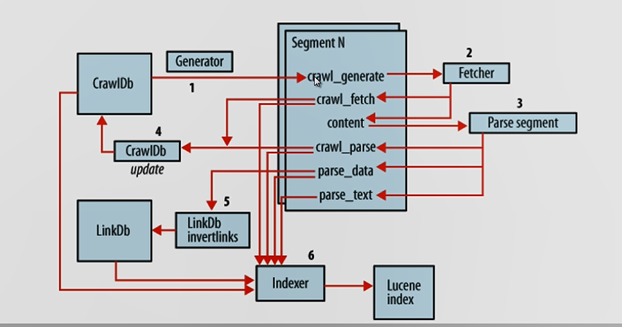 Segment N
2
Generator
CrawlDb
1
crawl_generate
Fetcher
crawl_fetch
3
content
Parse segment
4
CrawlDb
update
crawl_parse
parse_data
parse_text
5
LinkDb
LinkDb
invertlinks
6
Indexer
Lucene
index